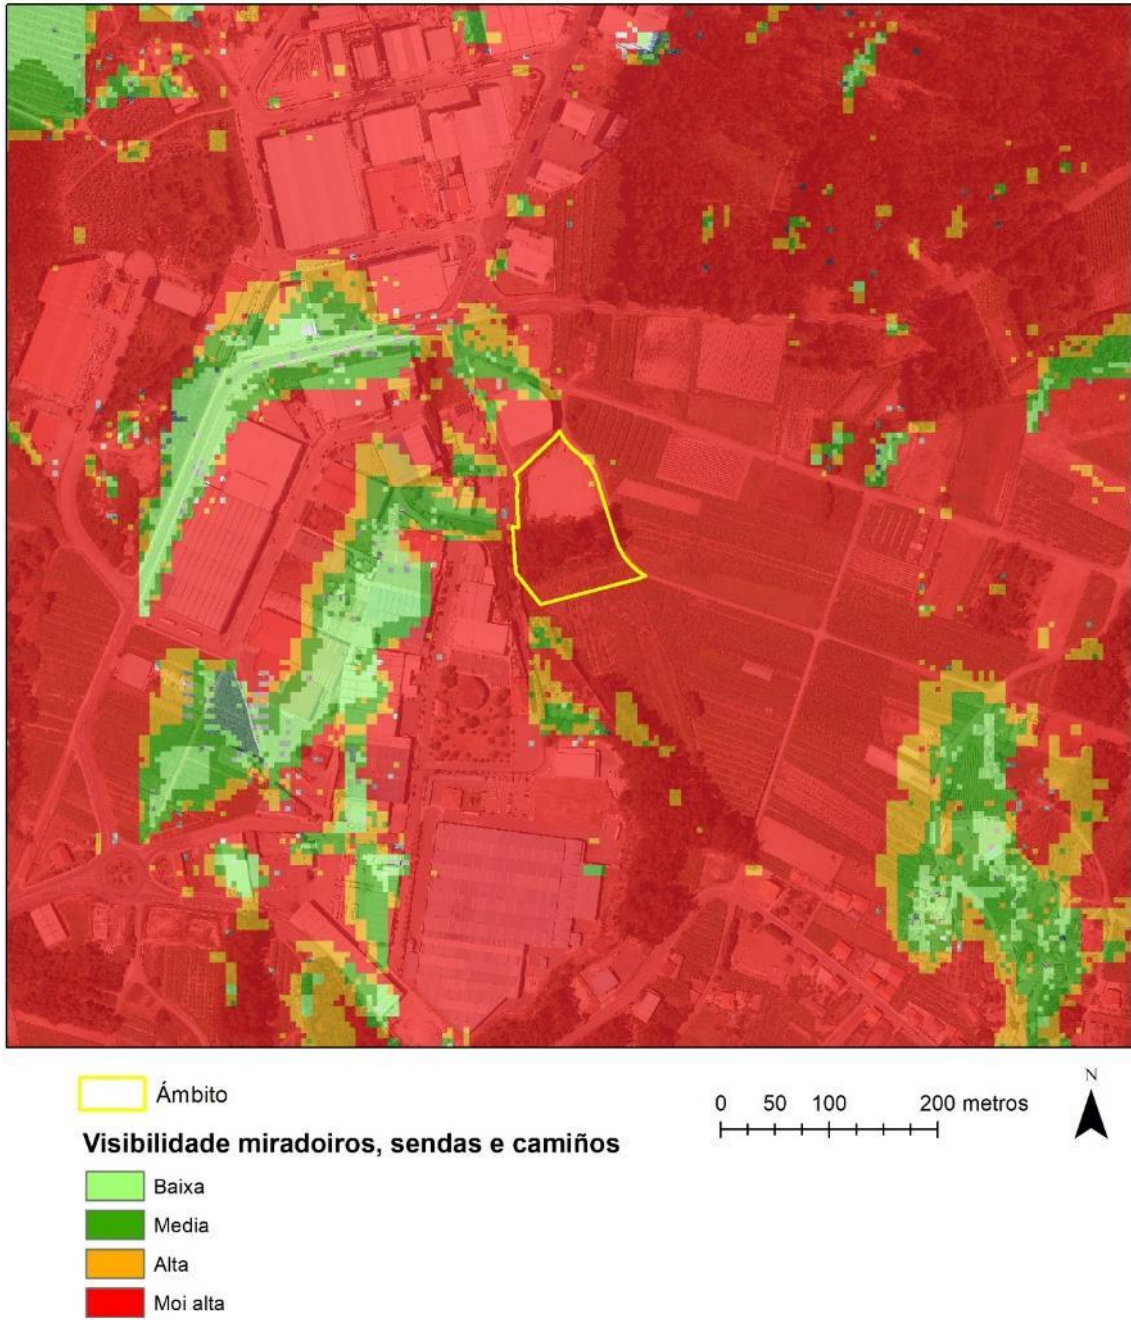 Ámbito
N
0 50 100 200 metros
Visibilidade miradoiros, sendas e camiños
Baixa
Media
Alta
Moi alta